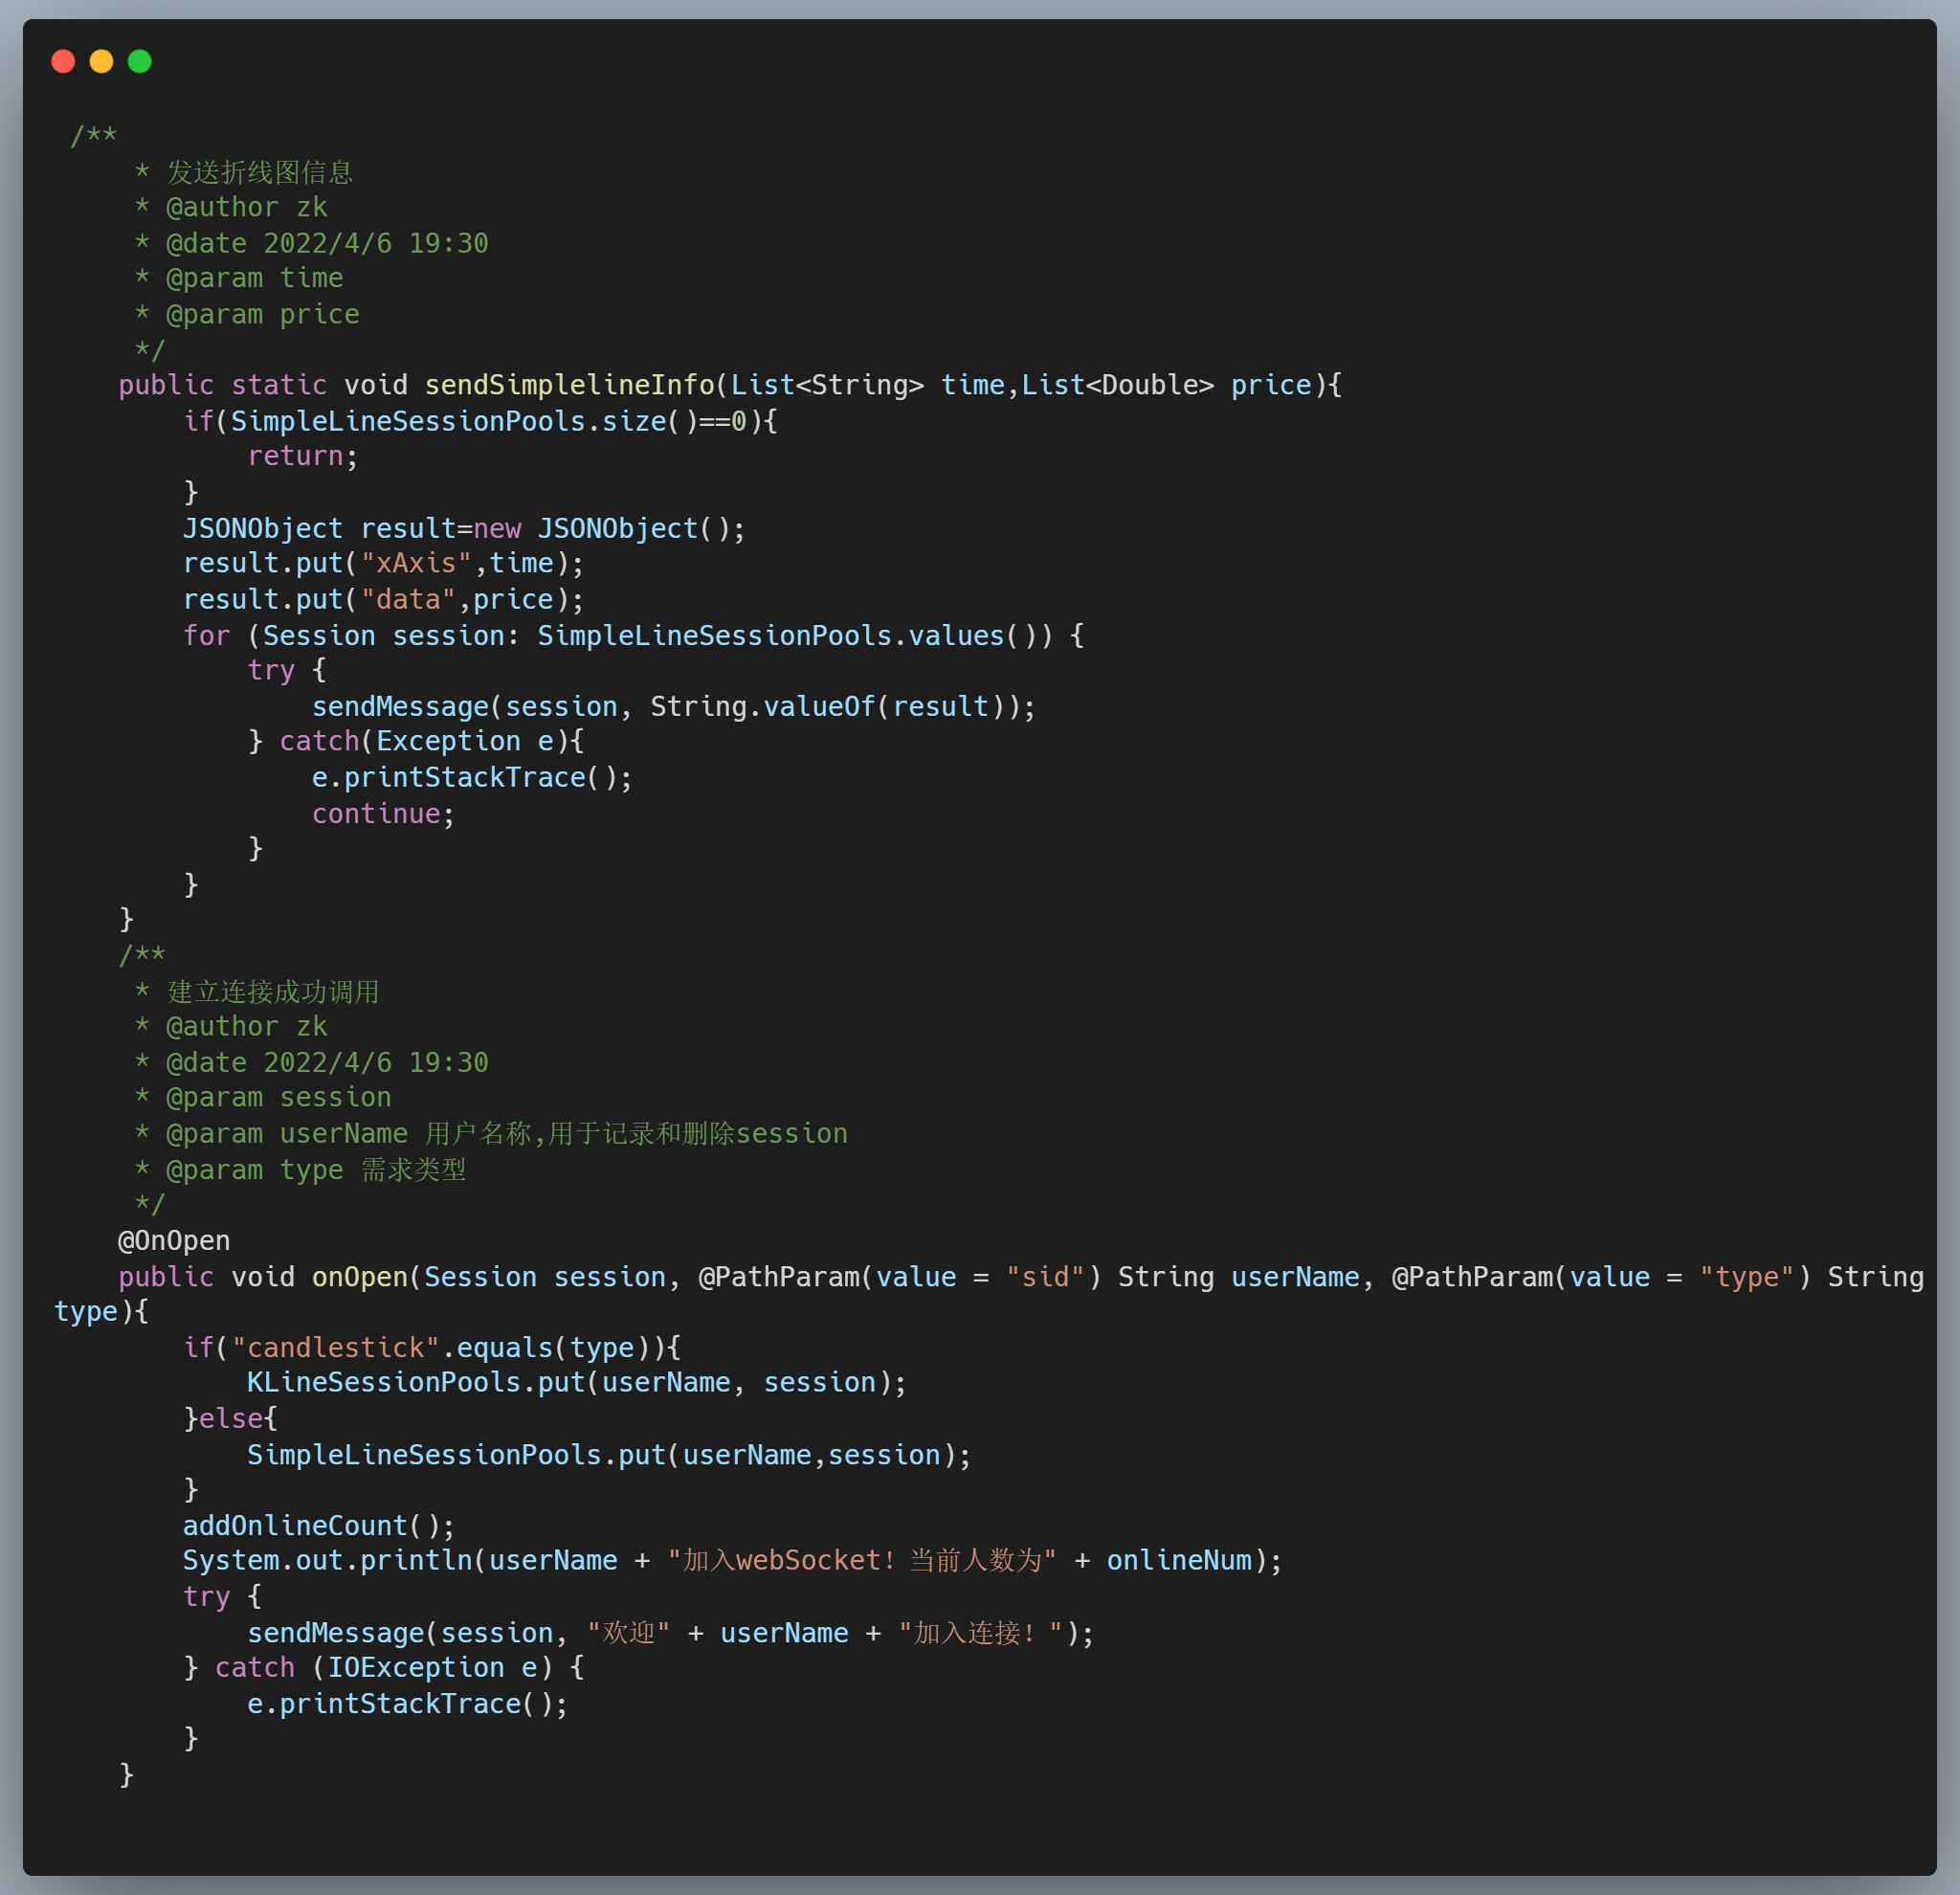 /**
     * 发送折线图信息
     * @author zk
     * @date 2022/4/6 19:30
     * @param time
     * @param price
     */
    public static void sendSimplelineInfo(List<String> time,List<Double> price){
        if(SimpleLineSessionPools.size()==0){
            return;
        }
        JSONObject result=new JSONObject();
        result.put("xAxis",time);
        result.put("data",price);
        for (Session session: SimpleLineSessionPools.values()) {
            try {
                sendMessage(session, String.valueOf(result));
            } catch(Exception e){
                e.printStackTrace();
                continue;
            }
        }
    }
    /**
     * 建立连接成功调用
     * @author zk
     * @date 2022/4/6 19:30
     * @param session
     * @param userName 用户名称,用于记录和删除session
     * @param type 需求类型
     */
    @OnOpen
    public void onOpen(Session session, @PathParam(value = "sid") String userName, @PathParam(value = "type") String
type){
        if("candlestick".equals(type)){
            KLineSessionPools.put(userName, session);
        }else{
            SimpleLineSessionPools.put(userName,session);
        }
        addOnlineCount();
        System.out.println(userName + "加入webSocket！当前人数为" + onlineNum);
        try {
            sendMessage(session, "欢迎" + userName + "加入连接！");
        } catch (IOException e) {
            e.printStackTrace();
        }
    }